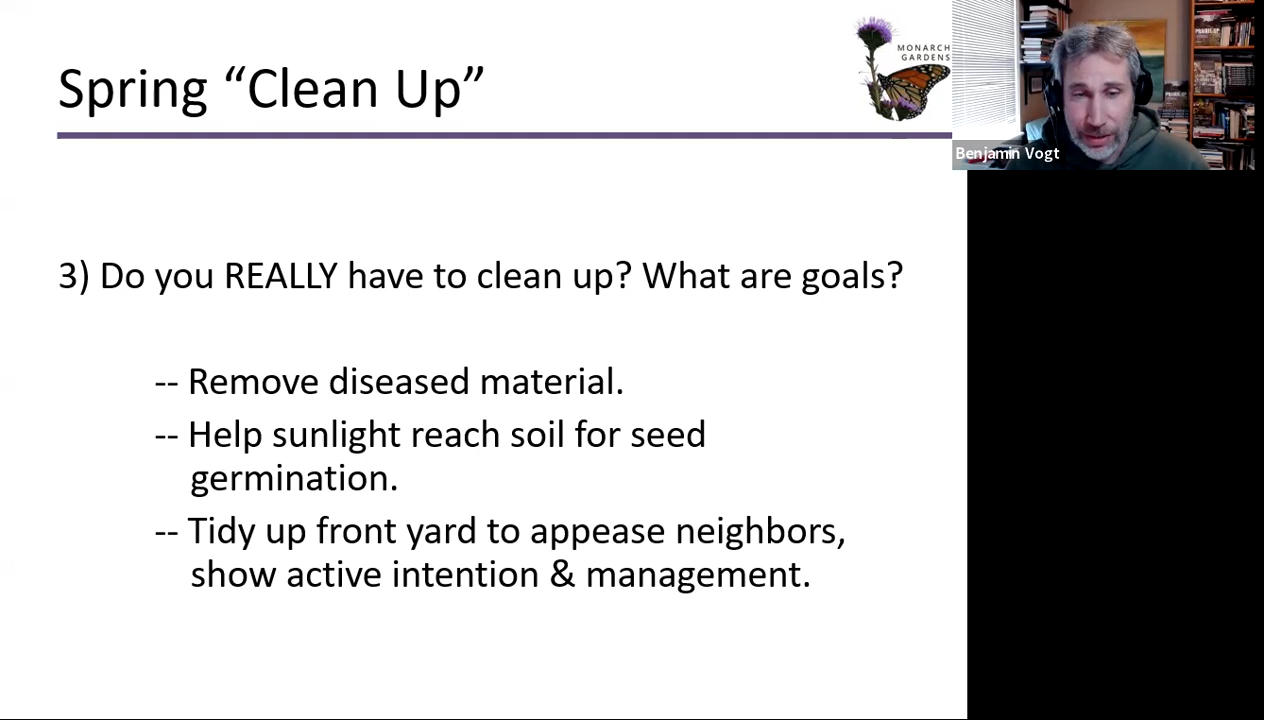 Spring “Clean Up”
MONARCH
GARDENS
Benjamin Vogt
3) Do you REALLY have to clean up? What are goals?
-- Remove diseased material.
-- Help sunlight reach soil for seed
germination.
-- Tidy up front yard to appease neighbors,
show active intention & management.